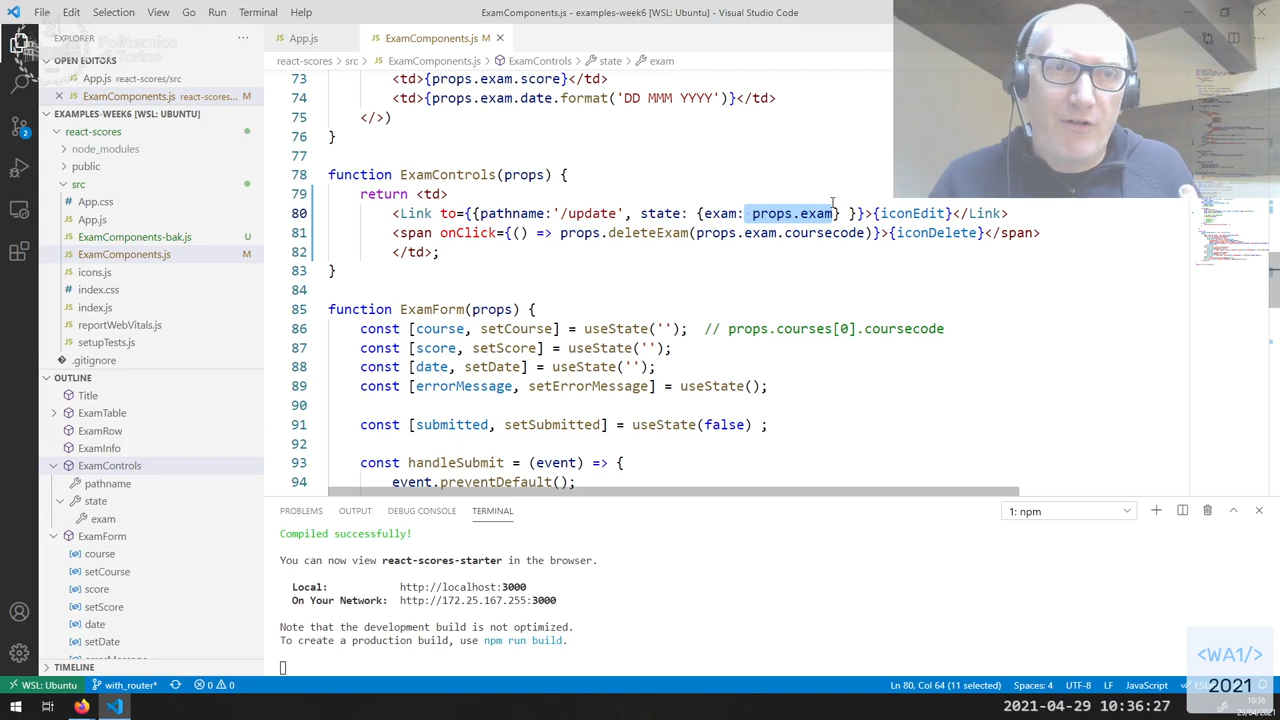 File Edit Selection View Go Run Terminal Help
ExamComponents.js - examples-week6 [WSL: Ubuntu] - Visual Studio Code
EXPLORER
Politecnico
di Torino
OPEN EDITORS
App.js react-scores/src
ExamComponents.js react-scores... M
EXAMPLES-WEEK6 [WSL: UBUNTU]
react-scores
node_modules
public
src
App.css
App.js
ExamComponents-bak.js U
ExamComponents.js M
icons.js
index.css
index.js
reportWebVitals.js
setupTests.js
.gitignore
OUTLINE
Title
ExamTable
ExamRow
ExamInfo
ExamControls
pathname
state
exam
ExamForm
course
setCourse
score
setScore
date
setDate
TIMELINE
2
App.js
ExamComponents.js M
react-scores > src > ExamComponents.js > ExamControls > state > exam
73 <td>{props.exam.score}</td>
74 <td>{props.exam.date.format('DD MMM YYYY')}</td>
75 </>)
76 }
77
78 function ExamControls(props) {
79 return <td>
80 <Link to={{pathname:'/update', state: {exam: props.exam} }}>{iconEdit}</Link>
81 <span onClick={() => props.deleteExam(props.exam.coursecode)}>{iconDelete}</span>
82 </td>;
83 }
84
85 function ExamForm(props) {
86 const [course, setCourse] = useState(''); // props.courses[0].coursecode
87 const [score, setScore] = useState('');
88 const [date, setDate] = useState('');
89 const [errorMessage, setErrorMessage] = useState();
90
91 const [submitted, setSubmitted] = useState(false) ;
92
93 const handleSubmit = (event) => {
94 event.preventDefault();
PROBLEMS OUTPUT DEBUG CONSOLE TERMINAL
1: npm
Compiled successfully!
You can now view react-scores-starter in the browser.
Local: http://localhost:3000
On Your Network: http://172.25.167.255:3000
Note that the development build is not optimized.
To create a production build, use npm run build.
<WA1/>
2021
WSL: Ubuntu with_router* 0 0 Ln 80, Col 64 (11 selected) Spaces: 4 UTF-8 LF JavaScript
2021-04-29 10:36:27
10:36
29/04/2021